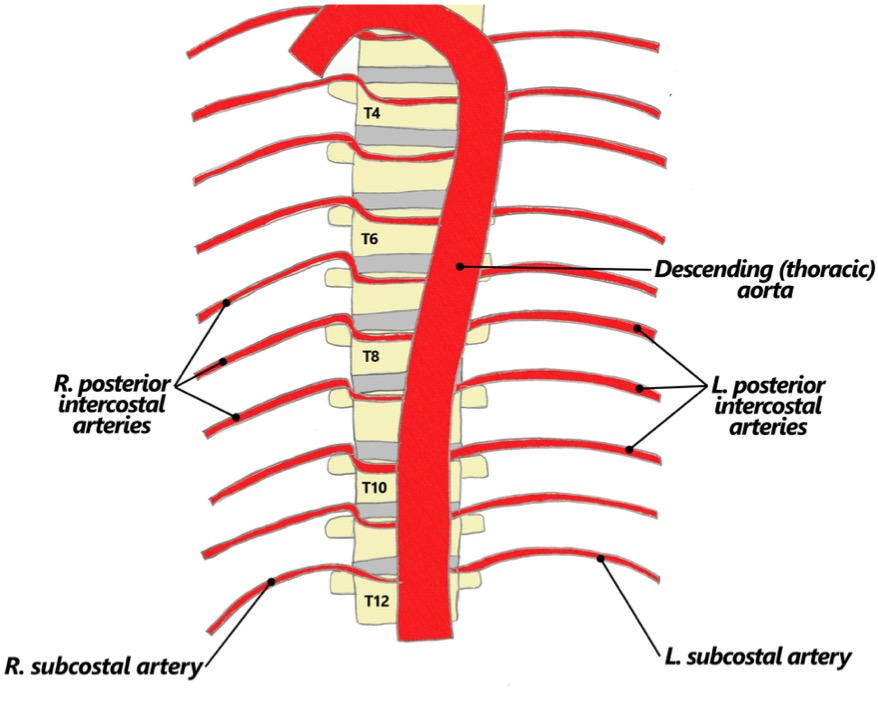 T4
T6
Descending (thoracic)
aorta
T8
R. posterior
intercostal
arteries
L. posterior
intercostal
arteries
T10
T12
R. subcostal artery
L. subcostal artery